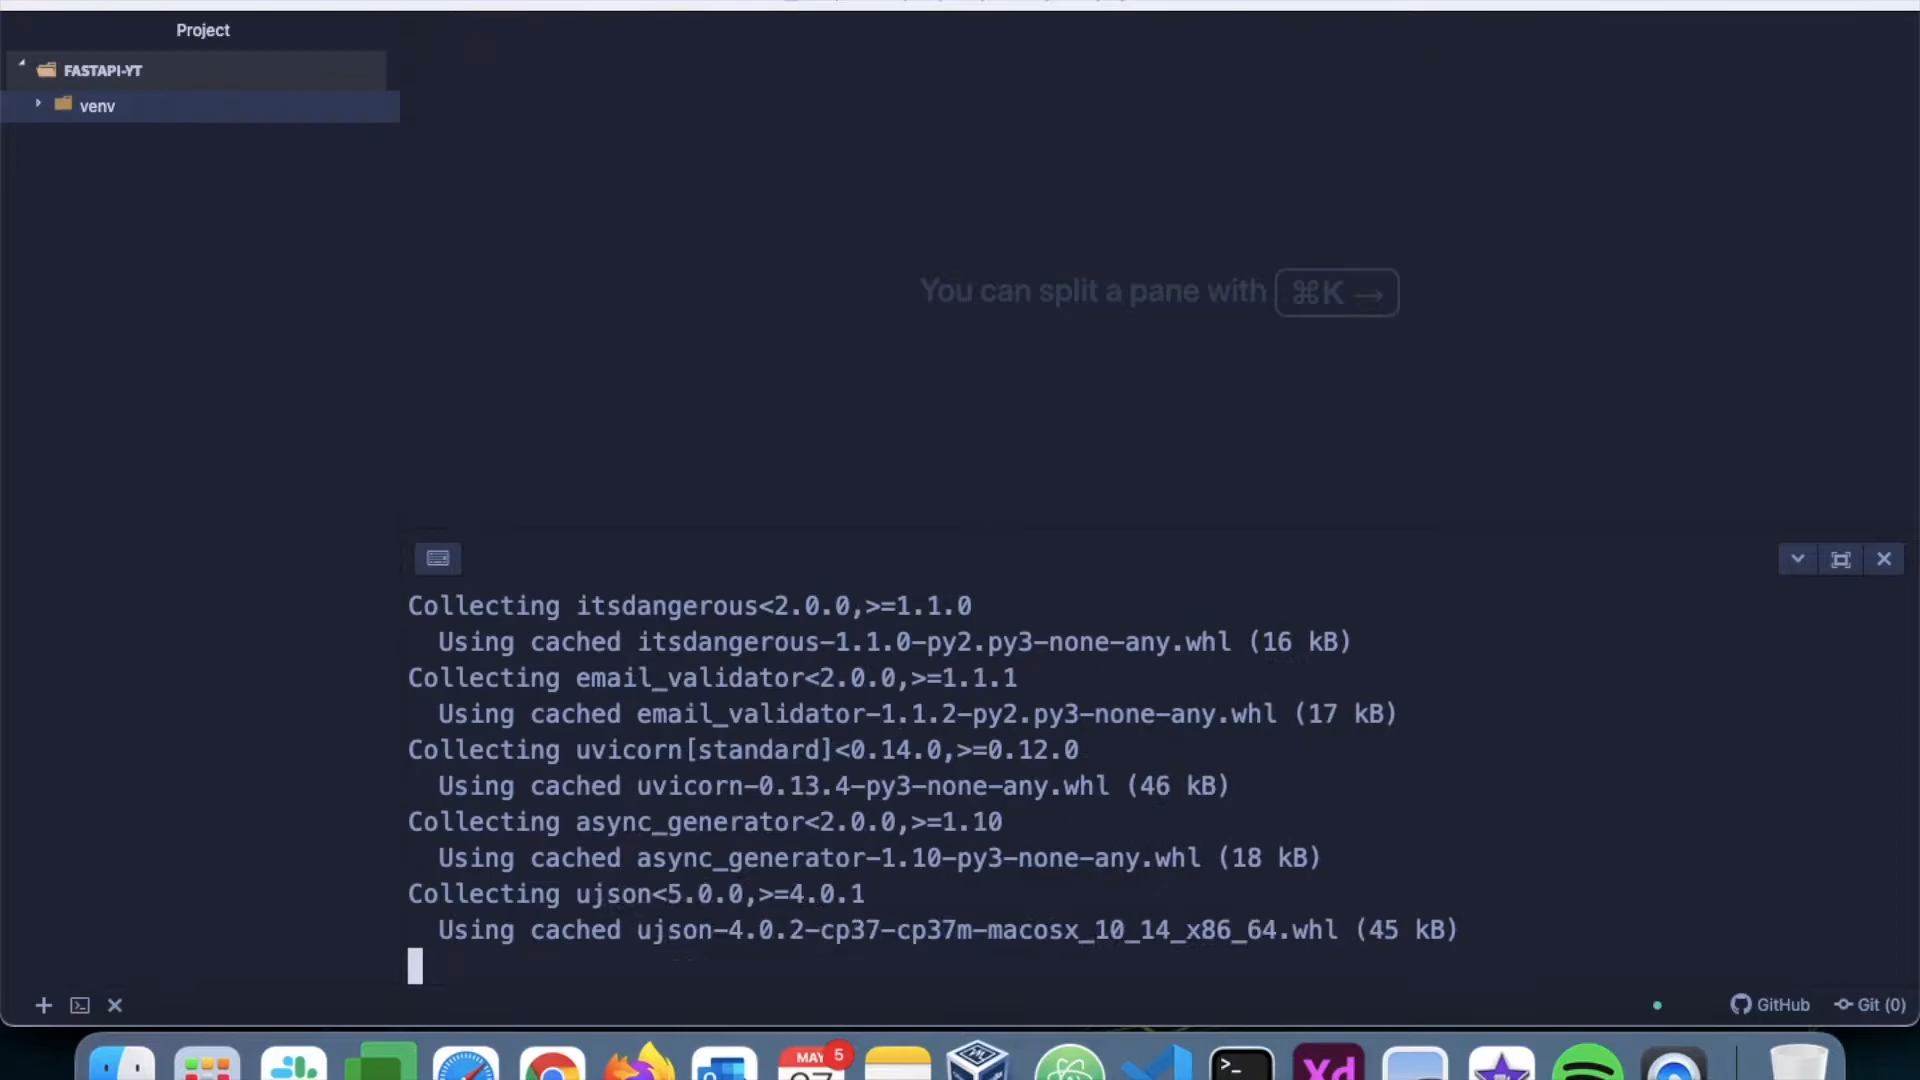 Project
FASTAPI-YT
venv
You can split a pane with ⌘K →
Collecting itsdangerous<2.0.0,>=1.1.0
  Using cached itsdangerous-1.1.0-py2.py3-none-any.whl (16 kB)
Collecting email_validator<2.0.0,>=1.1.1
  Using cached email_validator-1.1.2-py2.py3-none-any.whl (17 kB)
Collecting uvicorn[standard]<0.14.0,>=0.12.0
  Using cached uvicorn-0.13.4-py3-none-any.whl (46 kB)
Collecting async_generator<2.0.0,>=1.10
  Using cached async_generator-1.10-py3-none-any.whl (18 kB)
Collecting ujson<5.0.0,>=4.0.1
  Using cached ujson-4.0.2-cp37-cp37m-macosx_10_14_x86_64.whl (45 kB)
GitHub
Git (0)
MAY
5
>_
Xd